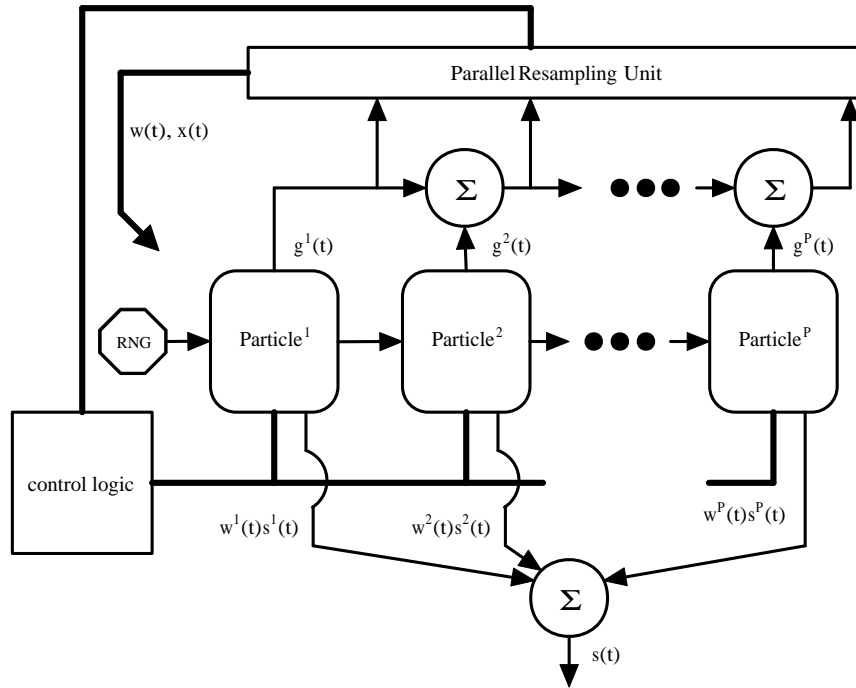 Parallel Resampling Unit
w(t), x(t)
Σ
Σ
g¹(t)
g²(t)
gᴾ(t)
RNG
Particle¹
Particle²
Particleᴾ
control logic
w¹(t)s¹(t)
w²(t)s²(t)
wᴾ(t)sᴾ(t)
Σ
s(t)